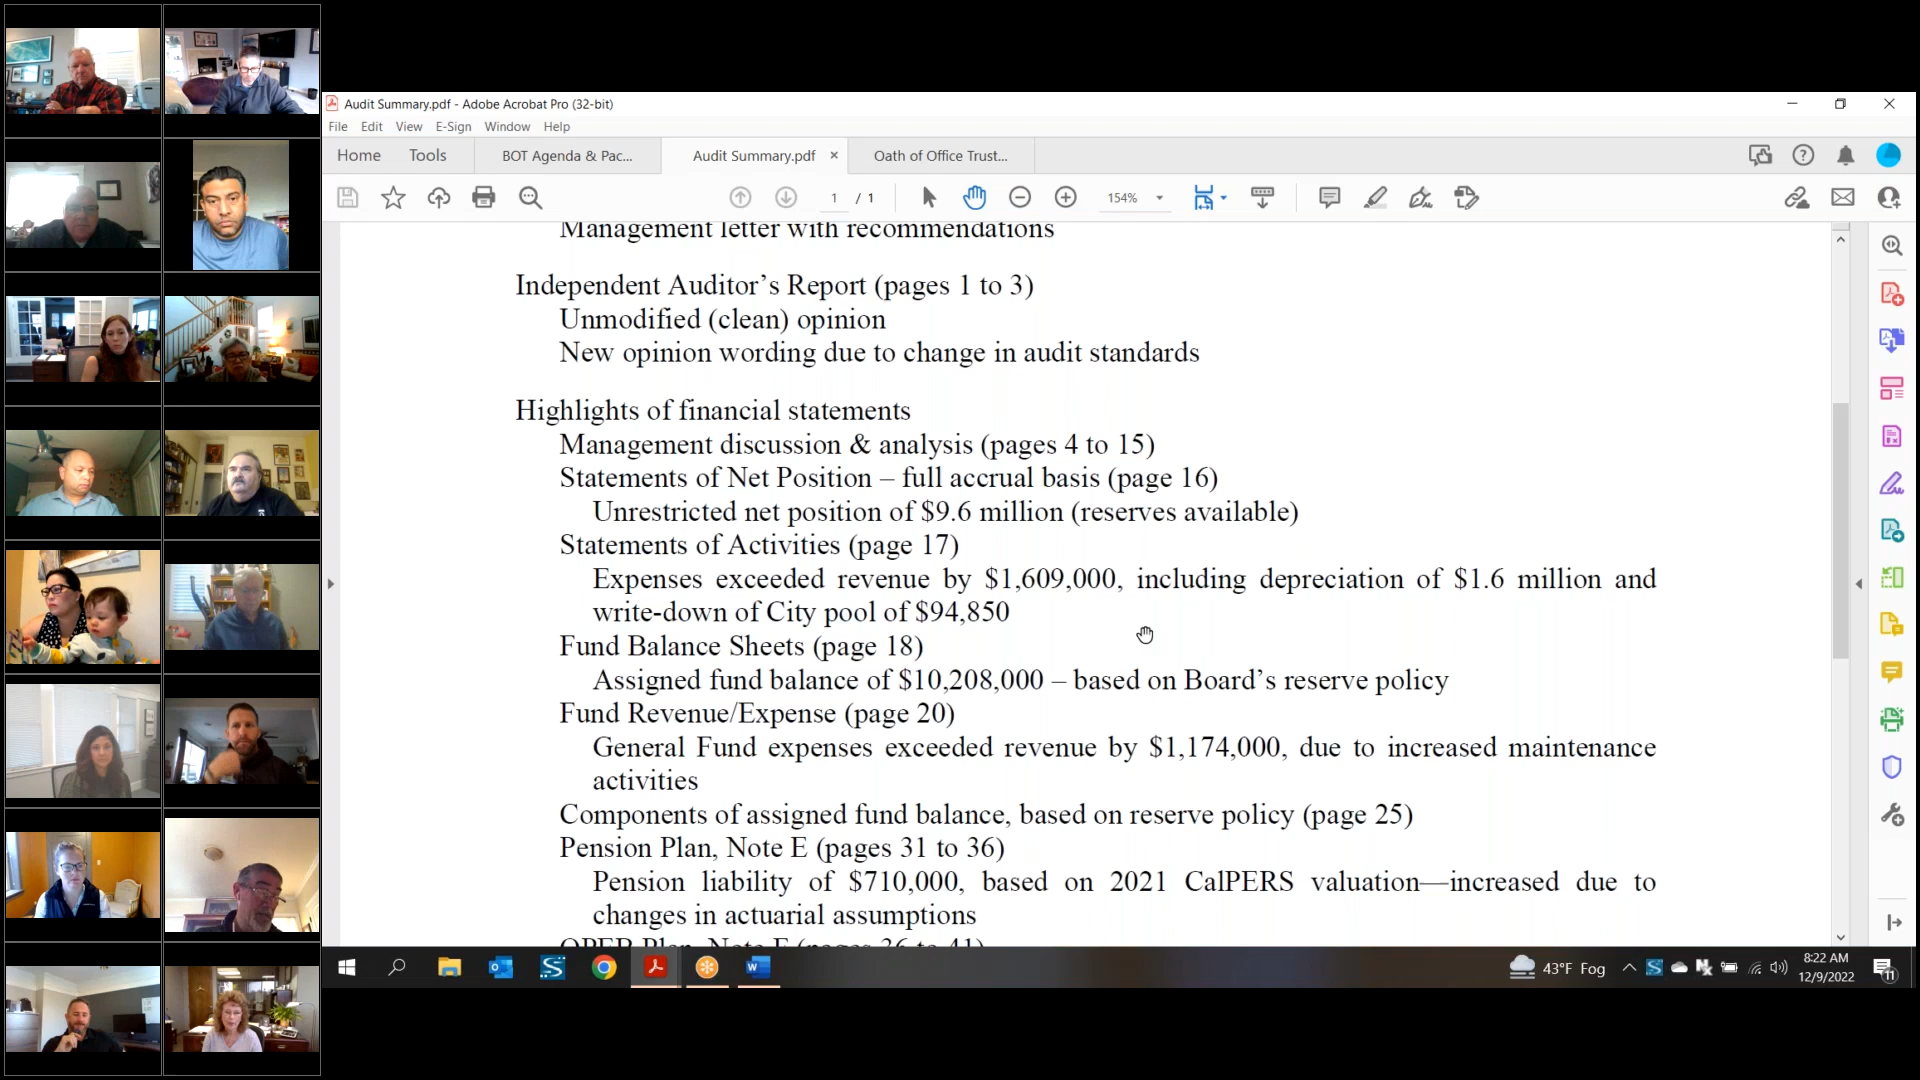 Audit Summary.pdf - Adobe Acrobat Pro (32-bit)
File Edit View E-Sign Window Help
Home Tools BOT Agenda & Pac... Audit Summary.pdf × Oath of Office Trust...
1 / 1 154%
Management letter with recommendations
Independent Auditor’s Report (pages 1 to 3)
Unmodified (clean) opinion
New opinion wording due to change in audit standards
Highlights of financial statements
Management discussion & analysis (pages 4 to 15)
Statements of Net Position – full accrual basis (page 16)
Unrestricted net position of $9.6 million (reserves available)
Statements of Activities (page 17)
Expenses exceeded revenue by $1,609,000, including depreciation of $1.6 million and
write-down of City pool of $94,850
Fund Balance Sheets (page 18)
Assigned fund balance of $10,208,000 – based on Board’s reserve policy
Fund Revenue/Expense (page 20)
General Fund expenses exceeded revenue by $1,174,000, due to increased maintenance
activities
Components of assigned fund balance, based on reserve policy (page 25)
Pension Plan, Note E (pages 31 to 36)
Pension liability of $710,000, based on 2021 CalPERS valuation—increased due to
changes in actuarial assumptions
OPEB Plan, Note F (pages 36 to 41)
43°F Fog
8:22 AM
12/9/2022
11